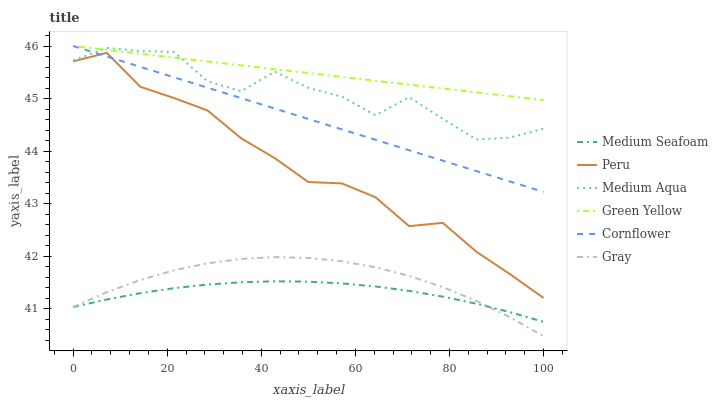 title
46
45
44
43
42
41
0
20
40
60
80
100
yaxis_label
xaxis_label
Medium Seafoam
Peru
Medium Aqua
Green Yellow
Cornflower
Gray